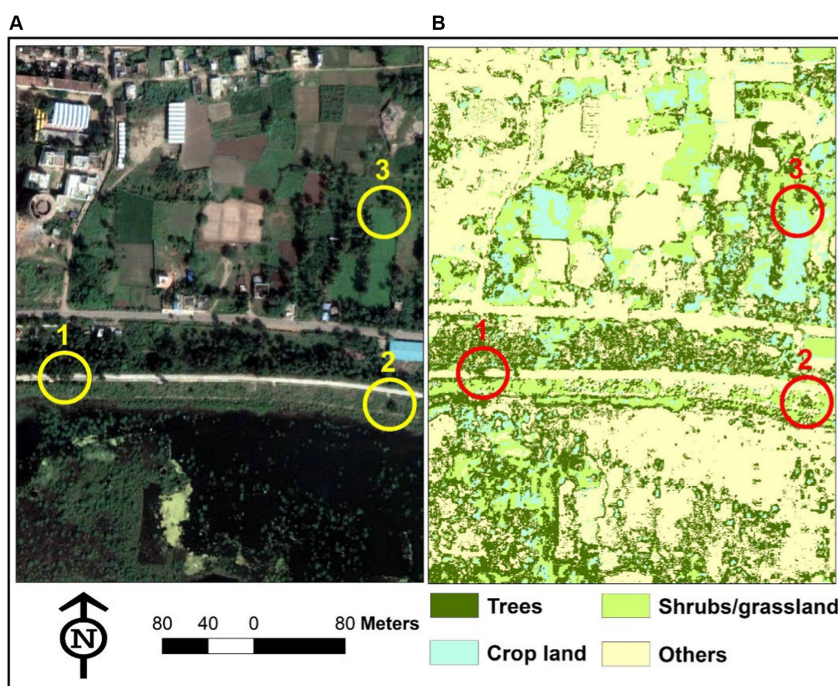 A
B
3
1
2
3
1
2
N
80 40 0 80 Meters
Trees
Shrubs/grassland
Crop land
Others